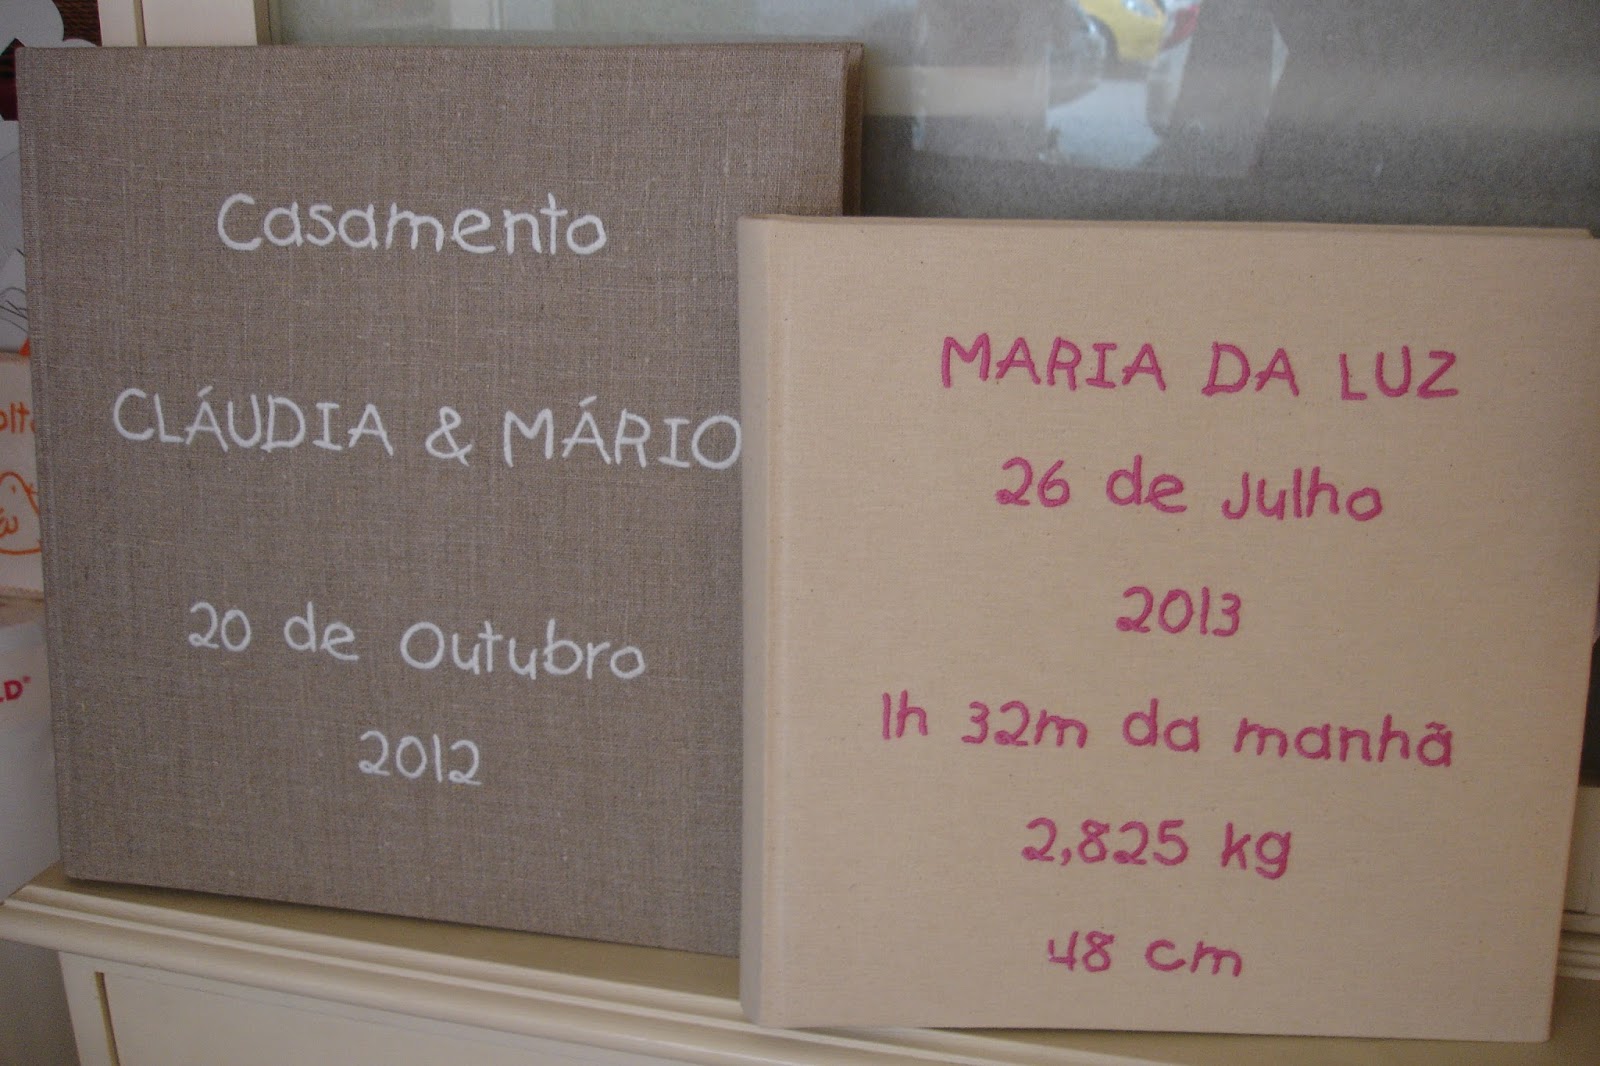 Casamento
CLÁUDIA & MÁRIO
20 de Outubro
2012
MARIA DA LUZ
26 de Julho
2013
1h 32m da manhã
2,825 kg
48 cm